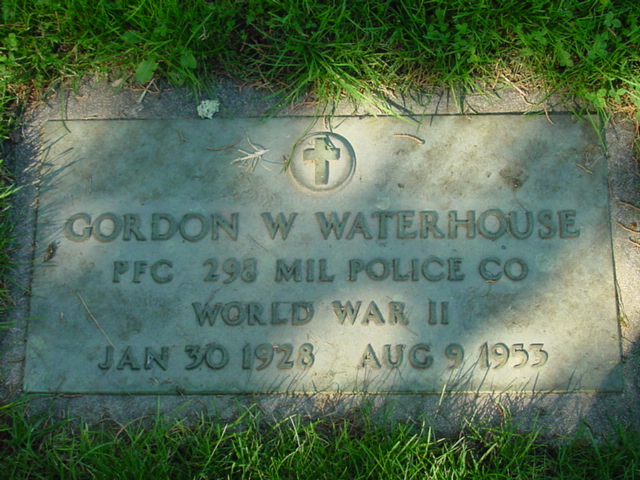 GORDON W WATERHOUSE
PFC 298 MIL POLICE CO
WORLD WAR II
JAN 30 1928 AUG 9 1953